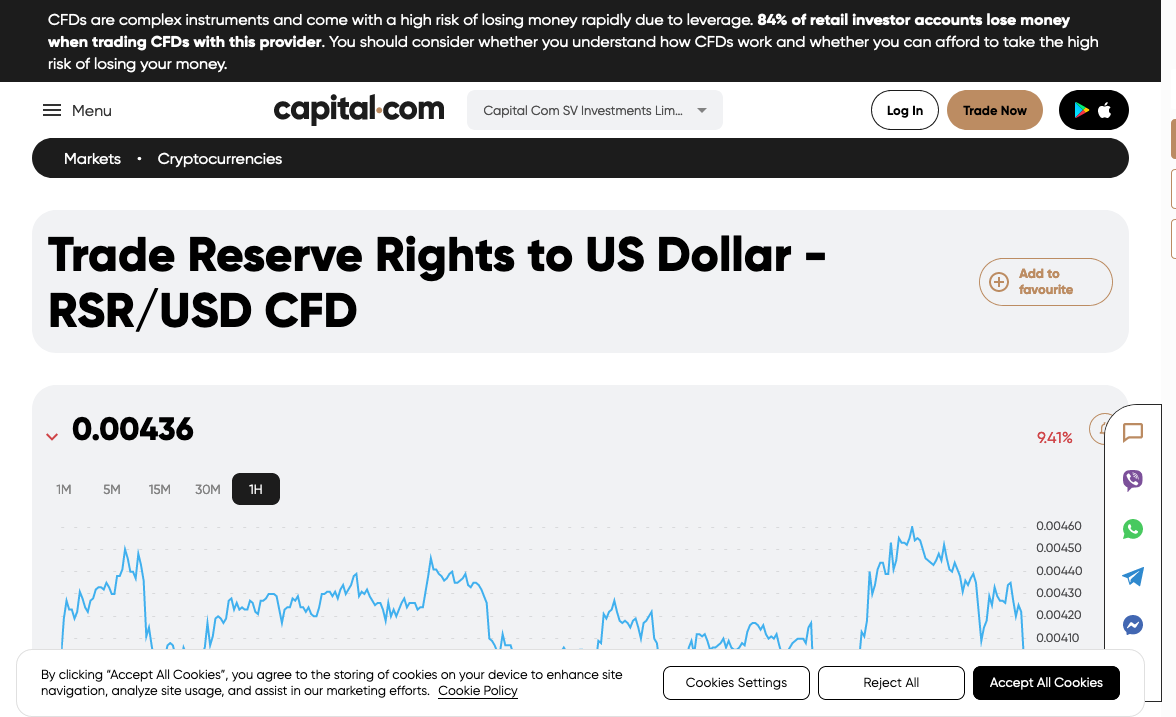 CFDs are complex instruments and come with a high risk of losing money rapidly due to leverage. 84% of retail investor accounts lose money
when trading CFDs with this provider. You should consider whether you understand how CFDs work and whether you can afford to take the high
risk of losing your money.
Menu
capital.com
Capital Com SV Investments Lim...
Log In
Trade Now
Markets • Cryptocurrencies
Trade Reserve Rights to US Dollar -
RSR/USD CFD
Add to
favourite
0.00436
9.41%
1M 5M 15M 30M 1H
0.00460
0.00450
0.00440
0.00430
0.00420
0.00410
By clicking “Accept All Cookies”, you agree to the storing of cookies on your device to enhance site
navigation, analyze site usage, and assist in our marketing efforts. Cookie Policy
Cookies Settings
Reject All
Accept All Cookies